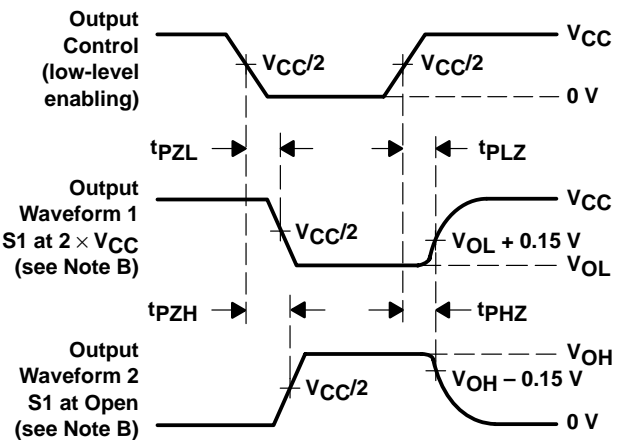 Output
Control
(low-level
enabling)
VCC/2
VCC/2
VCC
0 V
tPZL
tPLZ
Output
Waveform 1
S1 at 2 × VCC
(see Note B)
VCC/2
VCC
VOL + 0.15 V
VOL
tPZH
tPHZ
Output
Waveform 2
S1 at Open
(see Note B)
VCC/2
VOH
VOH – 0.15 V
0 V